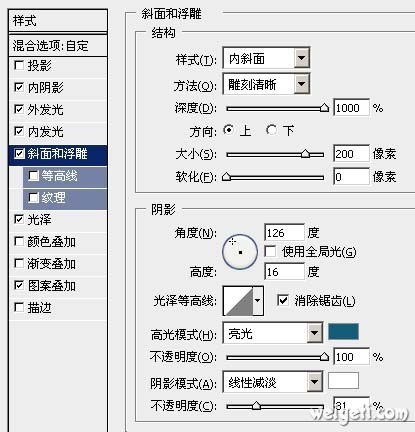 样式
混合选项:自定
投影
内阴影
外发光
内发光
斜面和浮雕
等高线
纹理
光泽
颜色叠加
渐变叠加
图案叠加
描边
斜面和浮雕
结构
样式(T): 内斜面
方法(Q): 雕刻清晰
深度(D): 1000 %
方向: 上 下
大小(S): 200 像素
软化(F): 0 像素
阴影
角度(N): 126 度
使用全局光(G)
高度: 16 度
光泽等高线: 消除锯齿(L)
高光模式(H): 亮光
不透明度(O): 100 %
阴影模式(A): 线性减淡
不透明度(C): 31 %